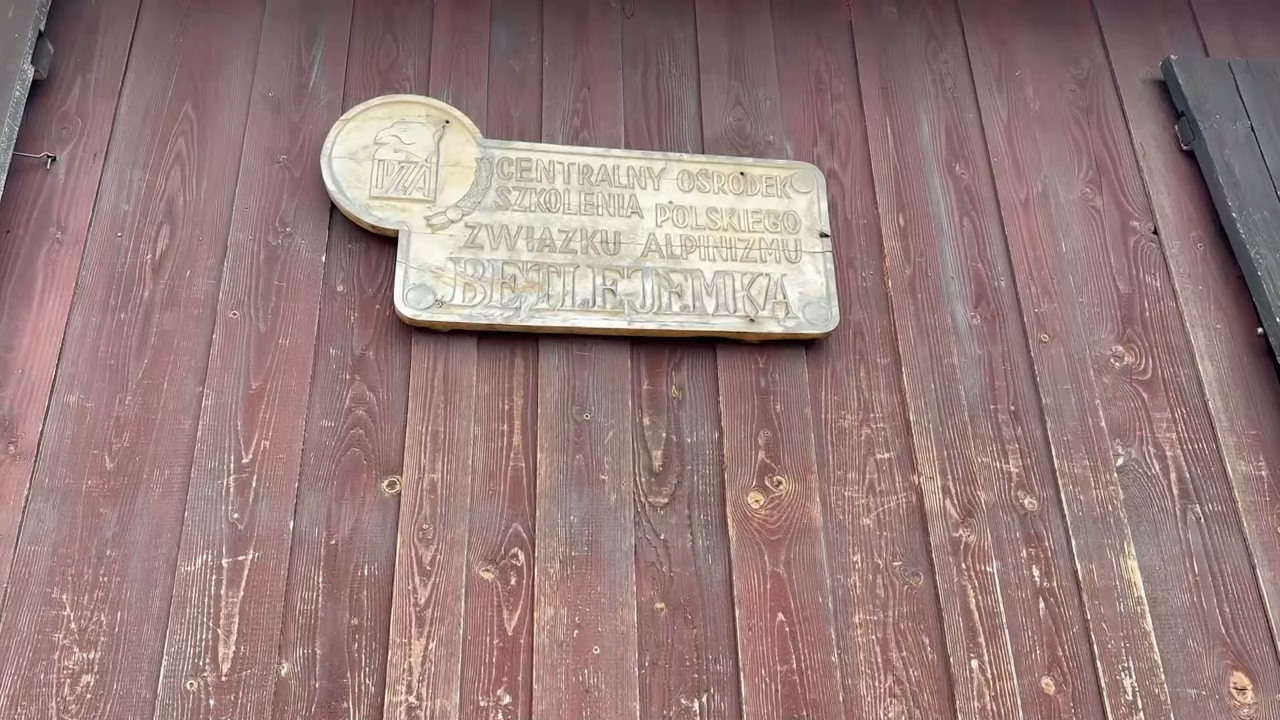 PZA
CENTRALNY OŚRODEK
SZKOLENIA POLSKIEGO
ZWIĄZKU ALPINIZMU
BETLEJEMKA